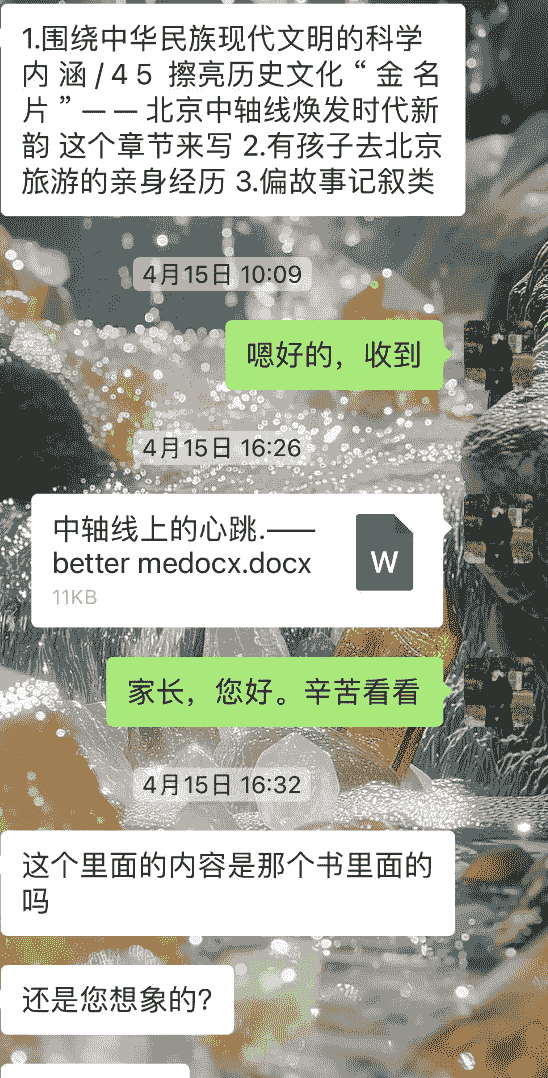 1.围绕中华民族现代文明的科学
内 涵 / 4 5 擦亮历史文化 “ 金 名
片 ” — — 北京中轴线焕发时代新
韵 这个章节来写 2.有孩子去北京
旅游的亲身经历 3.偏故事记叙类
4月15日 10:09
嗯好的，收到
4月15日 16:26
中轴线上的心跳.——
better medocx.docx
W
11KB
家长，您好。辛苦看看
4月15日 16:32
这个里面的内容是那个书里面的
吗
还是您想象的?